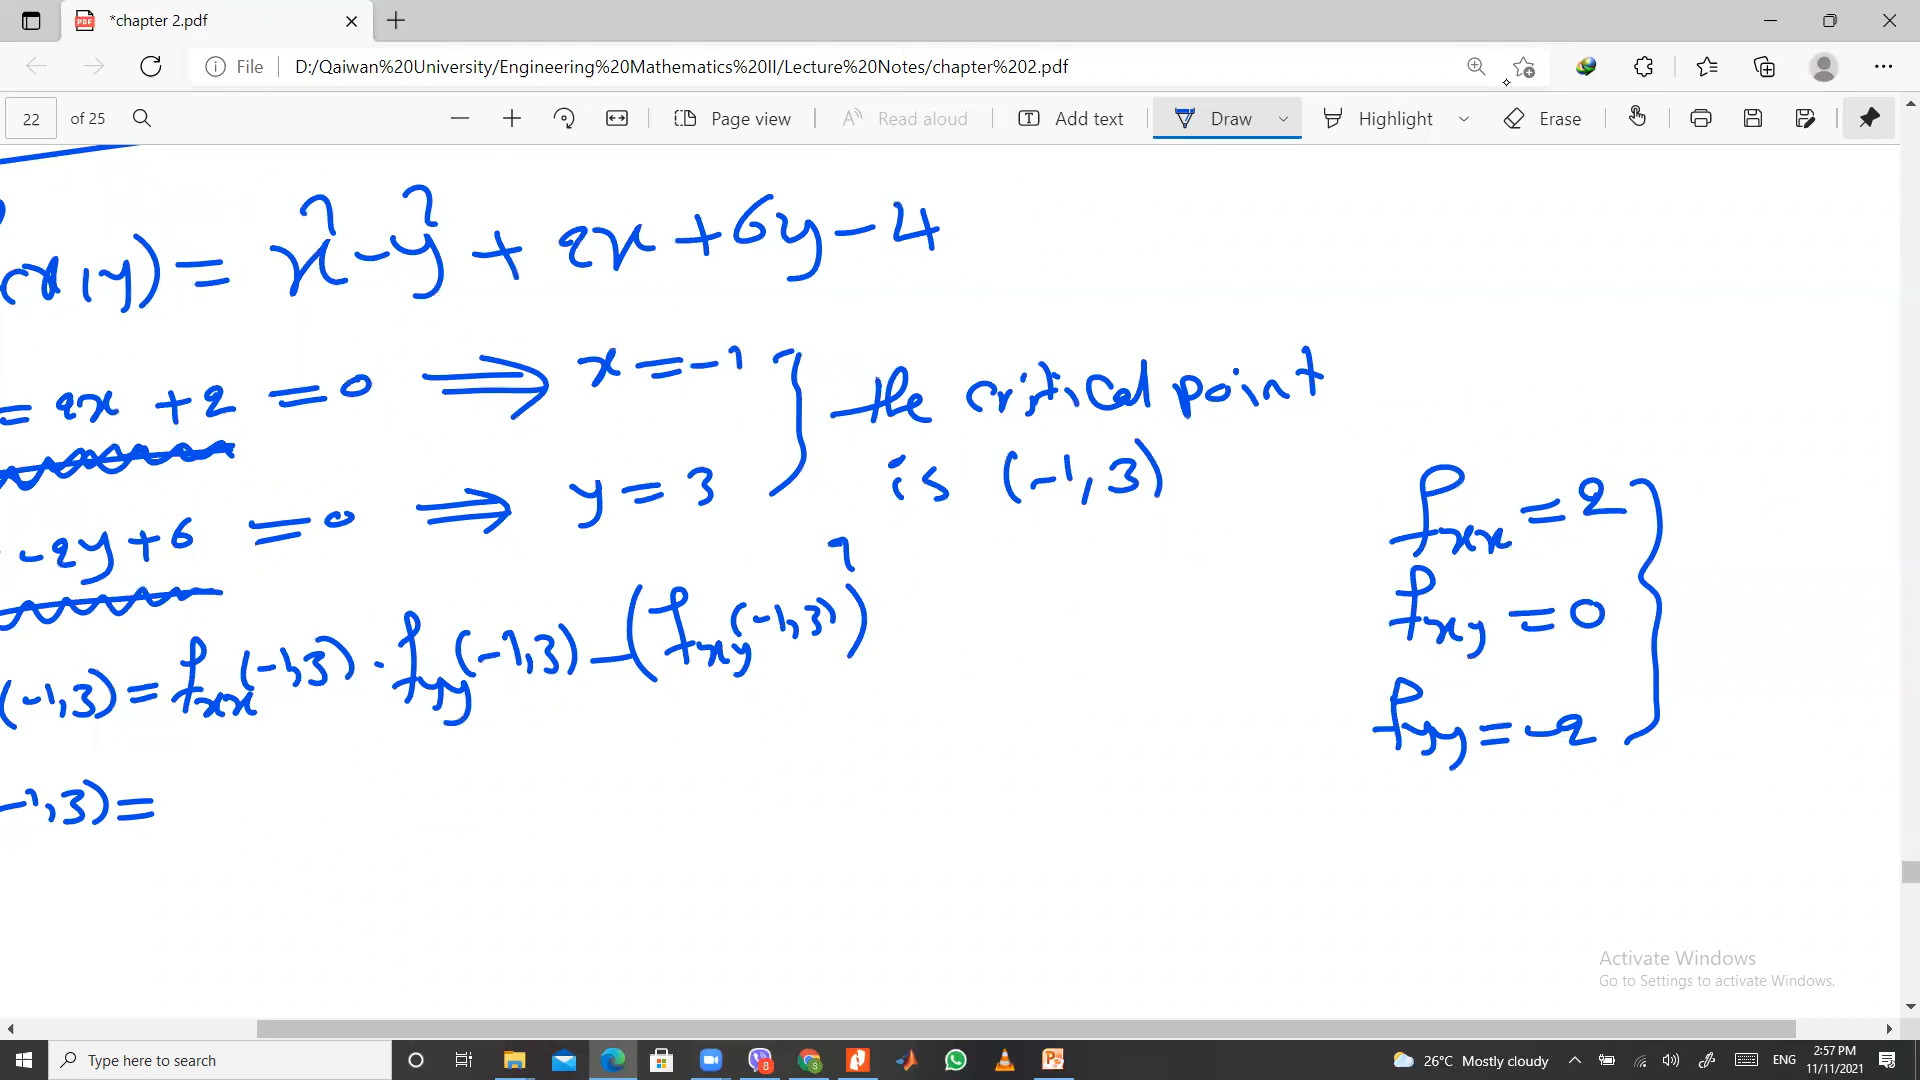 *chapter 2.pdf
File D:/Qaiwan%20University/Engineering%20Mathematics%20II/Lecture%20Notes/chapter%202.pdf
22 of 25 Page view Read aloud Add text Draw Highlight Erase
(x,y) = x² - y² + 2x + 6y - 4
= 2x + 2 = 0 ⟹ x = -1 } the critical point
is (-1, 3)
-2y + 6 = 0 ⟹ y = 3
fxx = 2
fxy = 0
fyy = -2
(-1,3) = fxx(-1,3) · fyy(-1,3) - (fxy(-1,3))²
-1,3) =
Activate Windows
Go to Settings to activate Windows.
Type here to search
8
26°C Mostly cloudy
ENG
2:57 PM
11/11/2021